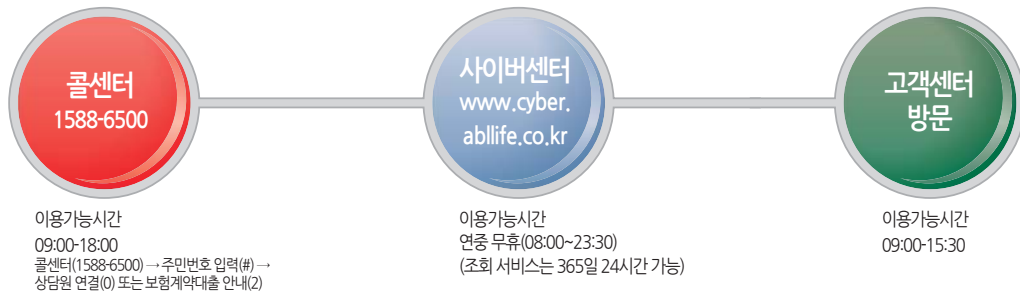 콜센터
1588-6500
이용가능시간
09:00-18:00
콜센터(1588-6500) → 주민번호 입력(#) →
상담원 연결(0) 또는 보험계약대출 안내(2)
사이버센터
www.cyber.
abllife.co.kr
이용가능시간
연중 무휴(08:00~23:30)
(조회 서비스는 365일 24시간 가능)
고객센터
방문
이용가능시간
09:00-15:30